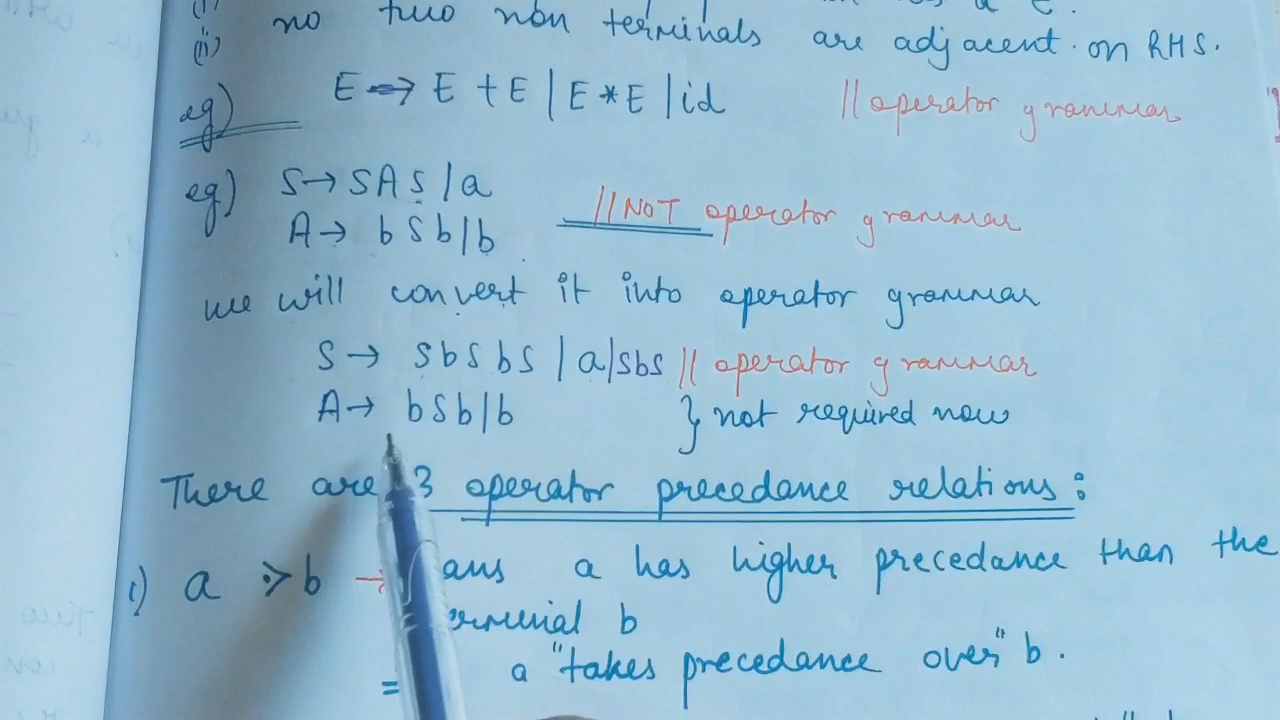 (i)
(ii) no two non terminals are adjacent on RHS.
eg) E → E + E | E * E | id // operator grammar
eg) S → SAS | a
A → bSb | b // NOT operator grammar
we will convert it into operator grammar
S → SbSbS | a | SbS // operator grammar
A → bSb | b } not required now
There are 3 operator precedance relations :
1) a ⋗ b → a has higher precedance than the
b
= a "takes precedance over" b.